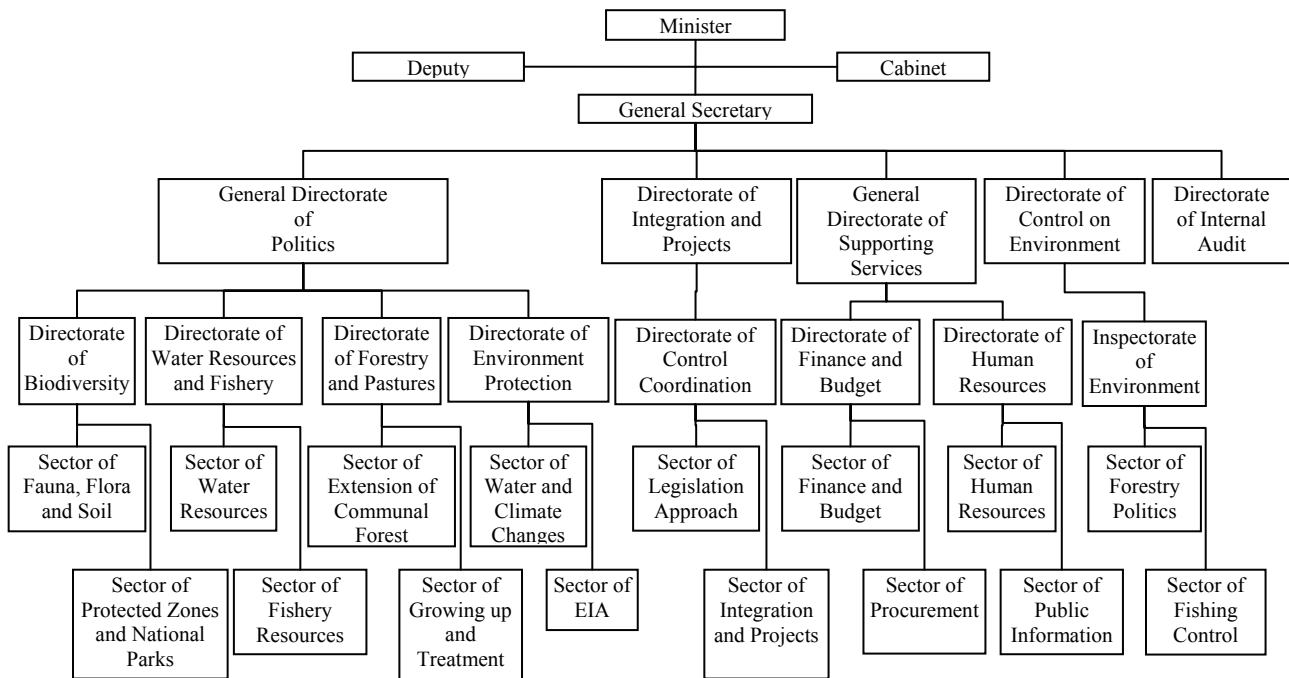 Minister
Deputy
Cabinet
General Secretary
General Directorate
of
Politics
Directorate of
Integration and
Projects
General
Directorate of
Supporting
Services
Directorate of
Control on
Environment
Directorate
of Internal
Audit
Directorate
of
Biodiversity
Directorate of
Water Resources
and Fishery
Directorate
of Forestry
and Pastures
Directorate of
Environment
Protection
Directorate of
Control
Coordination
Directorate of
Finance and
Budget
Directorate of
Human
Resources
Inspectorate
of
Environment
Sector of
Fauna, Flora
and Soil
Sector of
Water
Resources
Sector of
Extension of
Communal
Forest
Sector of
Water and
Climate
Changes
Sector of
Legislation
Approach
Sector of
Finance and
Budget
Sector of
Human
Resources
Sector of
Forestry
Politics
Sector of
Protected Zones
and National
Parks
Sector of
Fishery
Resources
Sector of
Growing up
and
Treatment
Sector of
EIA
Sector of
Integration
and Projects
Sector of
Procurement
Sector of
Public
Information
Sector of
Fishing
Control